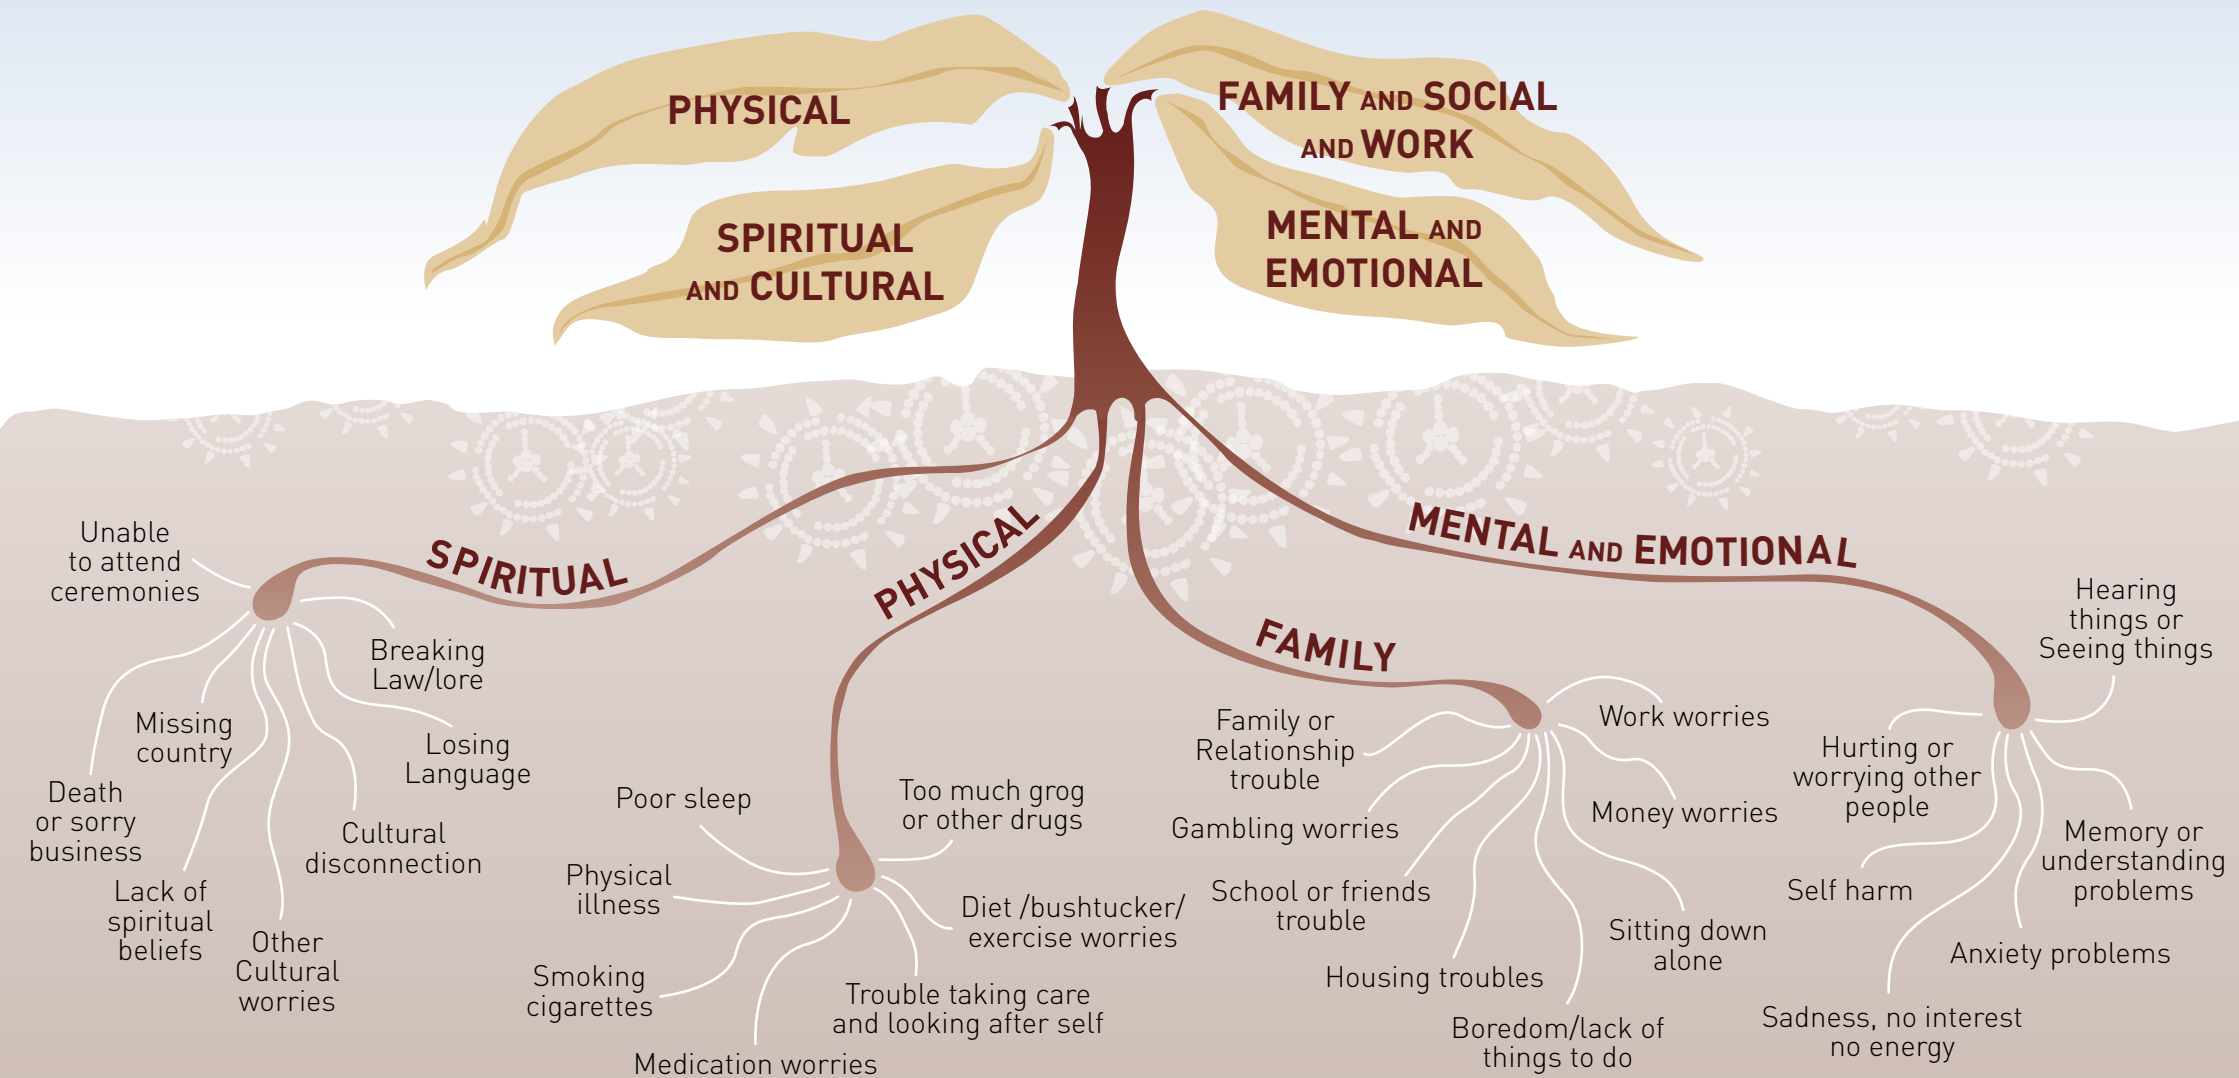 PHYSICAL
SPIRITUAL
AND CULTURAL
FAMILY AND SOCIAL
AND WORK
MENTAL AND
EMOTIONAL
SPIRITUAL
Unable
to attend
ceremonies
Breaking
Law/lore
Missing
country
Losing
Language
Death
or sorry
business
Cultural
disconnection
Lack of
spiritual
beliefs
Other
Cultural
worries
PHYSICAL
Poor sleep
Too much grog
or other drugs
Physical
illness
Diet /bushtucker/
exercise worries
Smoking
cigarettes
Trouble taking care
and looking after self
Medication worries
FAMILY
Family or
Relationship
trouble
Work worries
Gambling worries
Money worries
School or friends
trouble
Sitting down
alone
Housing troubles
Boredom/lack of
things to do
MENTAL AND EMOTIONAL
Hearing
things or
Seeing things
Hurting or
worrying other
people
Memory or
understanding
problems
Self harm
Anxiety problems
Sadness, no interest
no energy